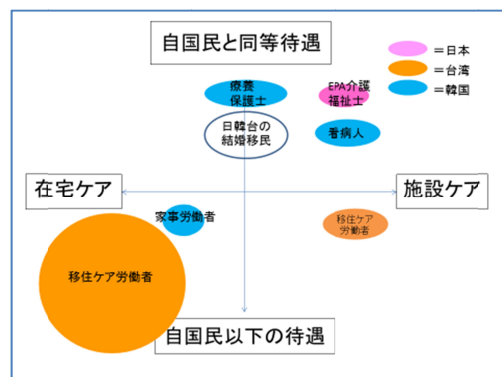 自国民と同等待遇
＝日本
＝台湾
＝韓国
療養
保護士
EPA介護
福祉士
日韓台の
結婚移民
看病人
在宅ケア
施設ケア
家事労働者
移住ケア
労働者
移住ケア労働者
自国民以下の待遇